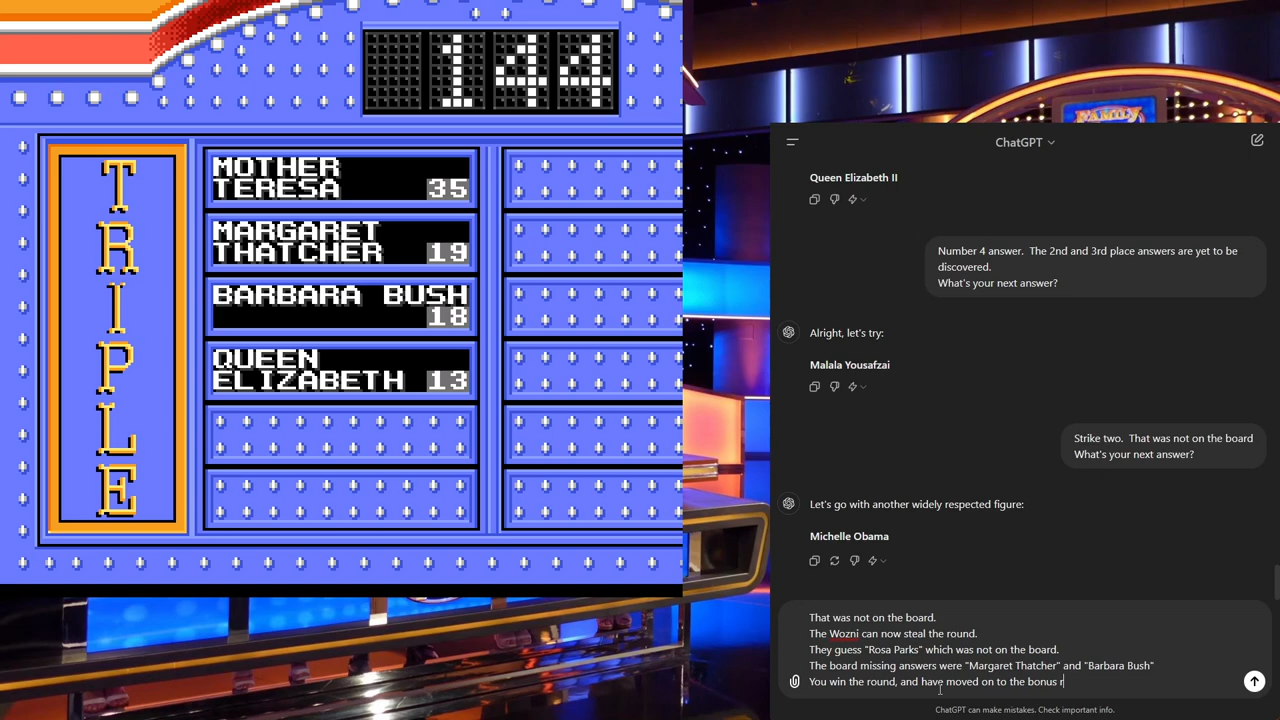 144
TRIPLE
MOTHER
TERESA 35
MARGARET
THATCHER 19
BARBARA BUSH
18
QUEEN
ELIZABETH 13
FAMILY
ChatGPT
Queen Elizabeth II
Number 4 answer. The 2nd and 3rd place answers are yet to be
discovered.
What's your next answer?
Alright, let's try:
Malala Yousafzai
Strike two. That was not on the board
What's your next answer?
Let's go with another widely respected figure:
Michelle Obama
That was not on the board.
The Wozni can now steal the round.
They guess "Rosa Parks" which was not on the board.
The board missing answers were "Margaret Thatcher" and "Barbara Bush"
You win the round, and have moved on to the bonus r
ChatGPT can make mistakes. Check important info.